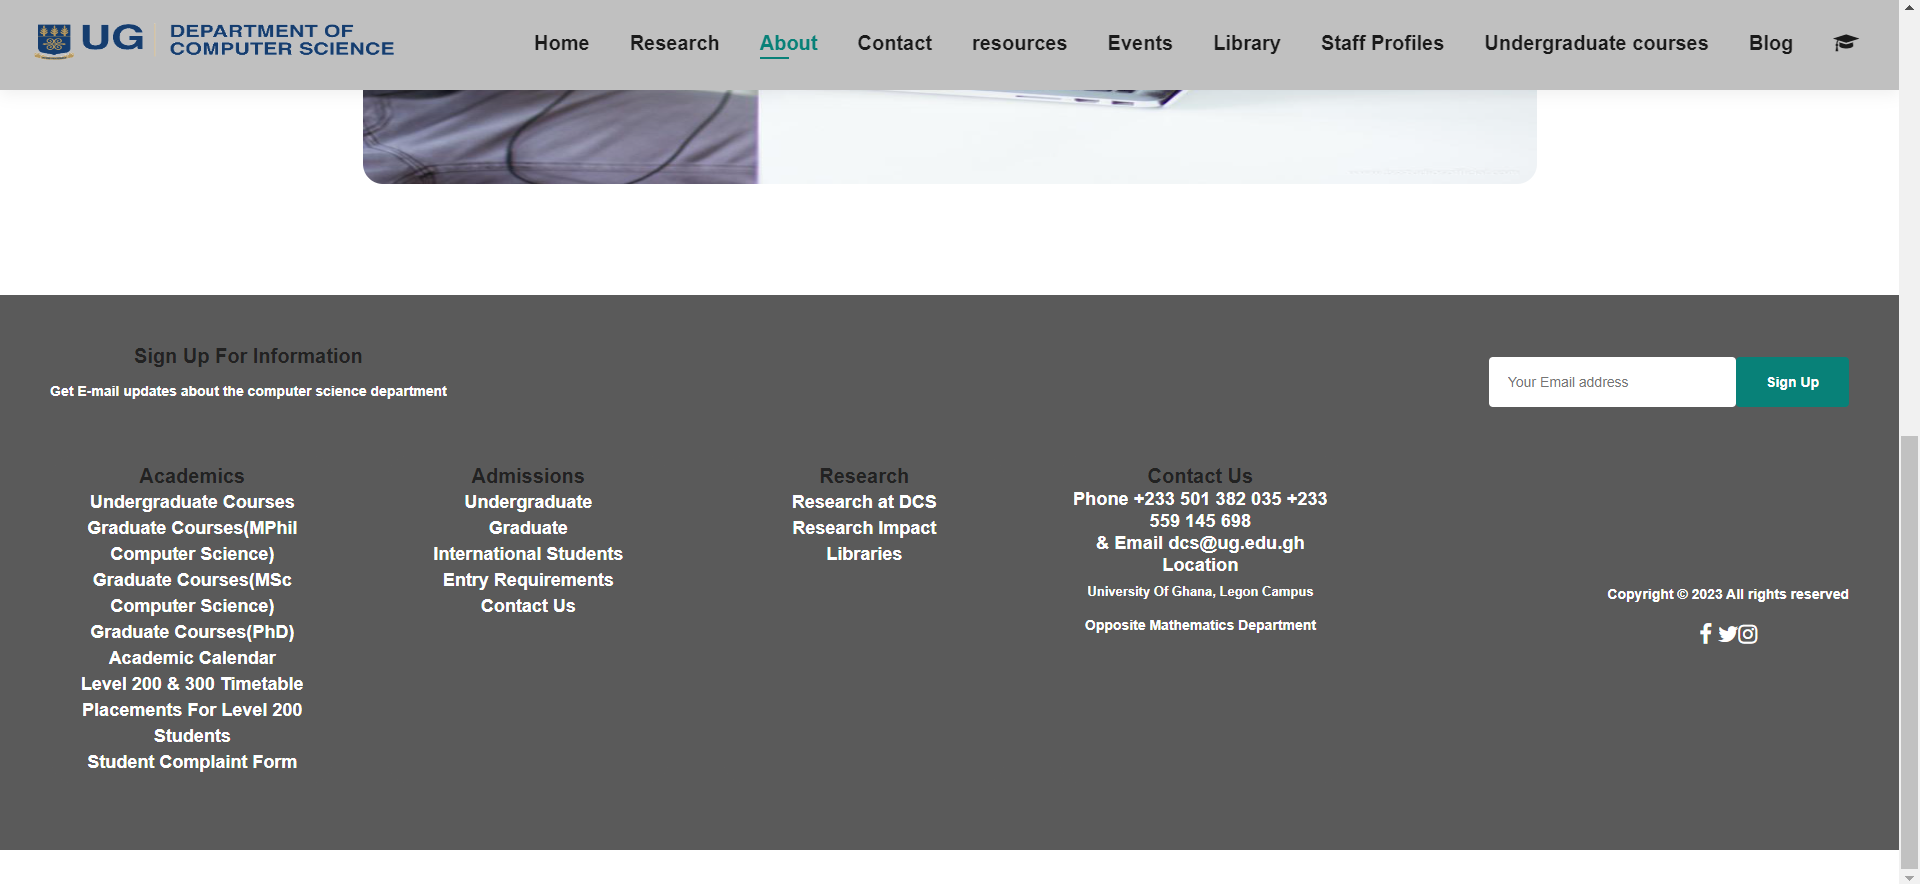 UG
DEPARTMENT OF
COMPUTER SCIENCE
Home
Research
About
Contact
resources
Events
Library
Staff Profiles
Undergraduate courses
Blog
Sign Up For Information
Get E-mail updates about the computer science department
Your Email address
Sign Up
Academics
Undergraduate Courses
Graduate Courses(MPhil
Computer Science)
Graduate Courses(MSc
Computer Science)
Graduate Courses(PhD)
Academic Calendar
Level 200 & 300 Timetable
Placements For Level 200
Students
Student Complaint Form
Admissions
Undergraduate
Graduate
International Students
Entry Requirements
Contact Us
Research
Research at DCS
Research Impact
Libraries
Contact Us
Phone +233 501 382 035 +233
559 145 698
& Email dcs@ug.edu.gh
Location
University Of Ghana, Legon Campus
Opposite Mathematics Department
Copyright © 2023 All rights reserved